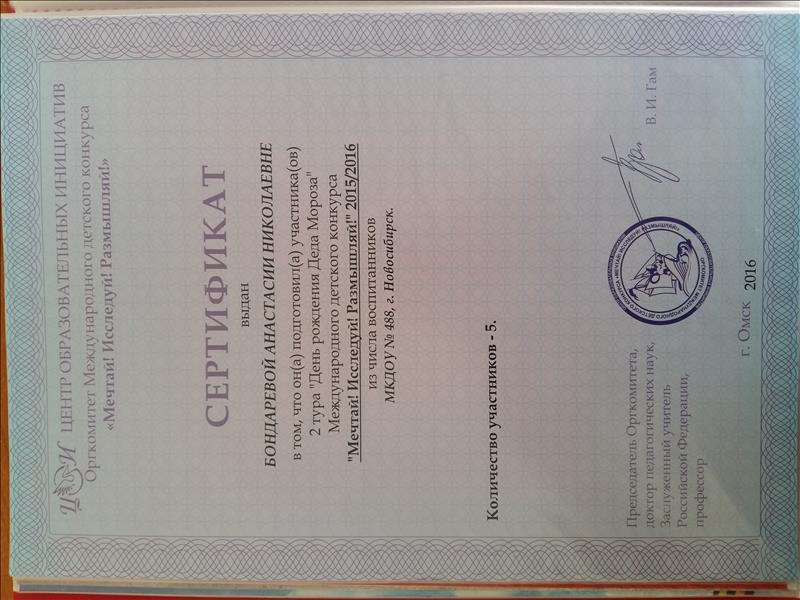 ЦЕНТР ОБРАЗОВАТЕЛЬНЫХ ИНИЦИАТИВ
Оргкомитет Международного детского конкурса
«Мечтай! Исследуй! Размышляй!»
СЕРТИФИКАТ
выдан
БОНДАРЕВОЙ АНАСТАСИИ НИКОЛАЕВНЕ
в том, что он(а) подготовил(а) участника(ов)
2 тура "День рождения Деда Мороза"
Международного детского конкурса
"Мечтай! Исследуй! Размышляй!" 2015/2016
из числа воспитанников
МКДОУ № 488, г. Новосибирск.
Количество участников - 5.
Председатель Оргкомитета,
доктор педагогических наук,
Заслуженный учитель
Российской Федерации,
профессор
В. И. Гам
г. Омск 2016